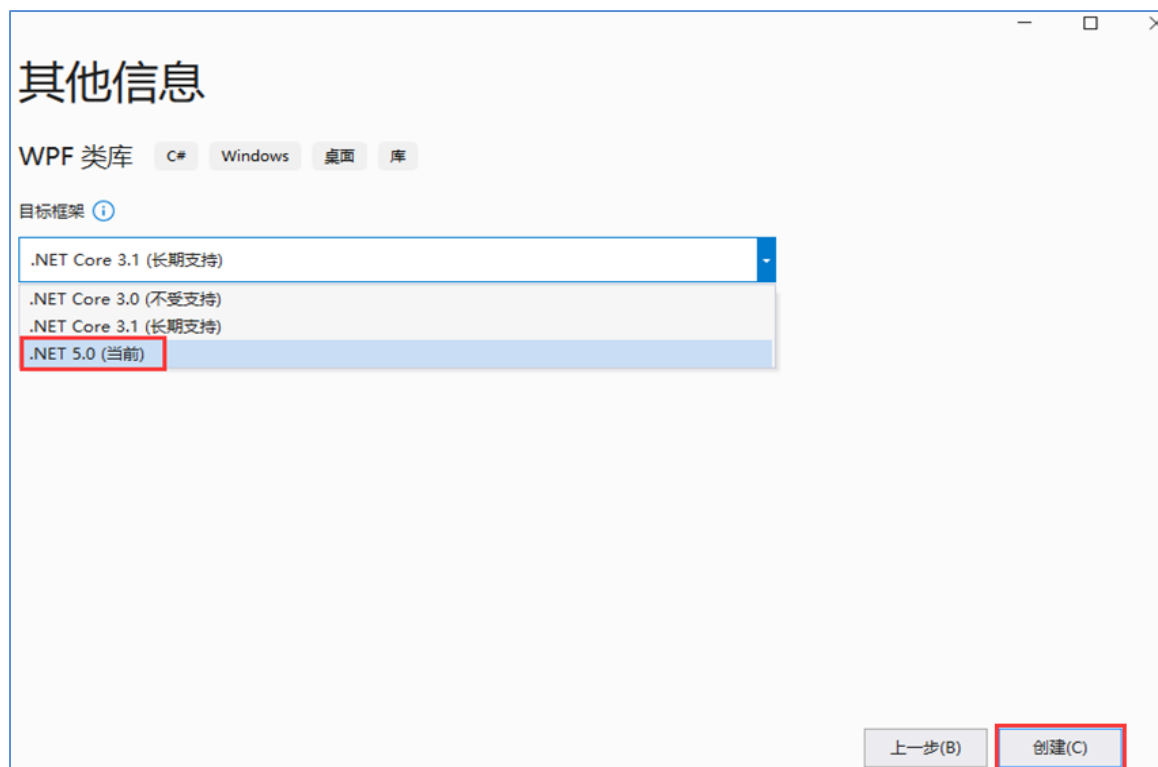 其他信息
WPF 类库 C# Windows 桌面 库
目标框架
.NET Core 3.1 (长期支持)
.NET Core 3.0 (不受支持)
.NET Core 3.1 (长期支持)
.NET 5.0 (当前)
上一步(B) 创建(C)